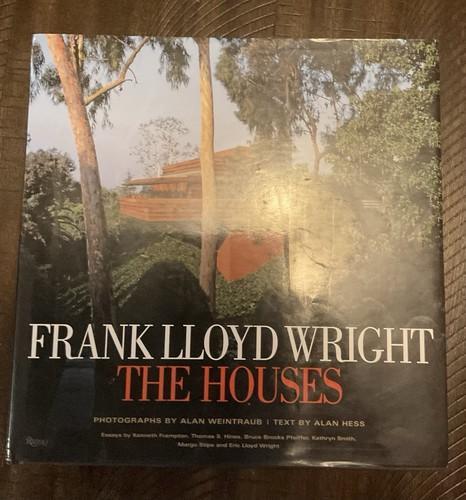 FRANK LLOYD WRIGHT
THE HOUSES
PHOTOGRAPHS BY ALAN WEINTRAUB | TEXT BY ALAN HESS
Essays by Kenneth Frampton, Thomas S. Hines, Bruce Brooks Pfeiffer, Kathryn Smith,
Margo Stipe and Eric Lloyd Wright
Rizzoli